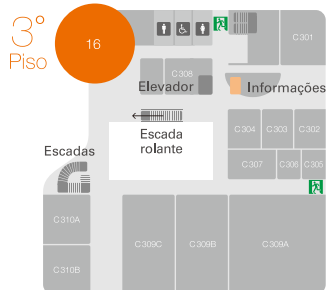 3°
Piso
16
C301
C308
Elevador
Informações
Escada
rolante
C304
C303
C302
Escadas
C307
C306
C305
C310A
C309C
C309B
C309A
C310B